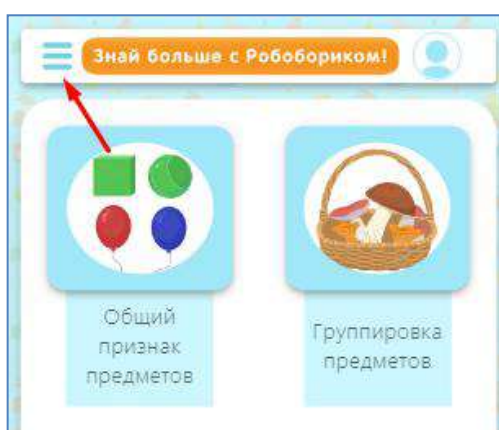 Знай больше с Робобориком!
Общий
признак
предметов
Группировка
предметов